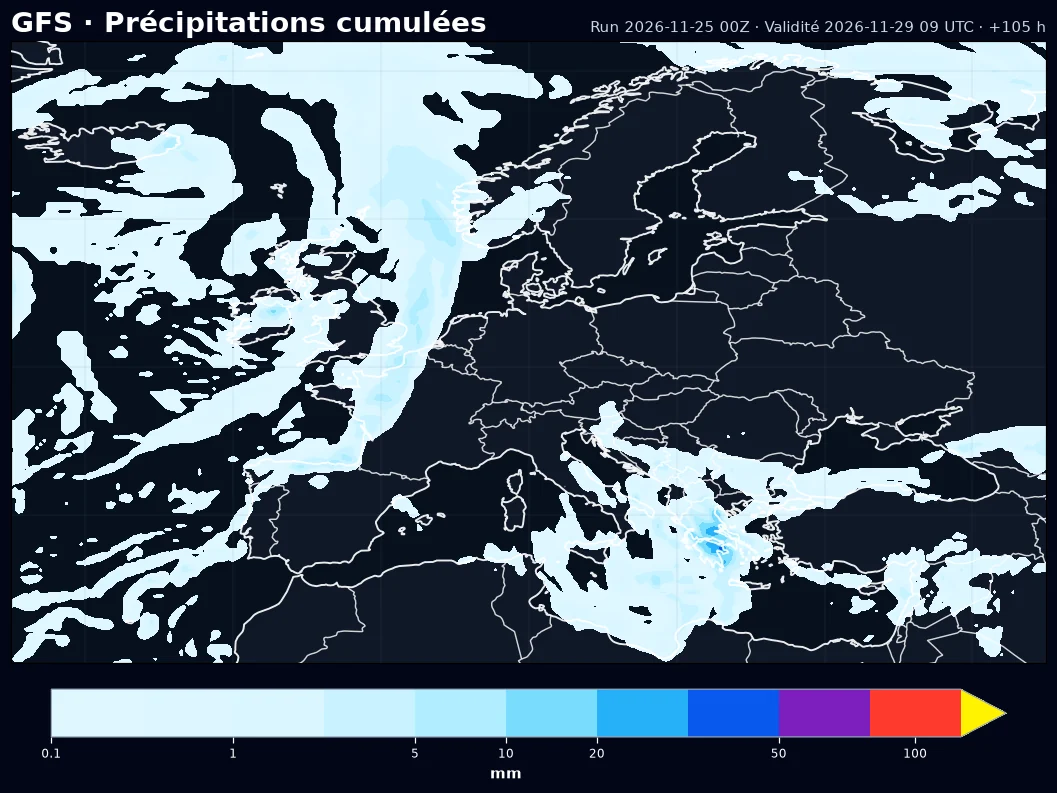 GFS · Précipitations cumulées
Run 2026-11-25 00Z · Validité 2026-11-29 09 UTC · +105 h
0.1 1 5 10 20 50 100
mm